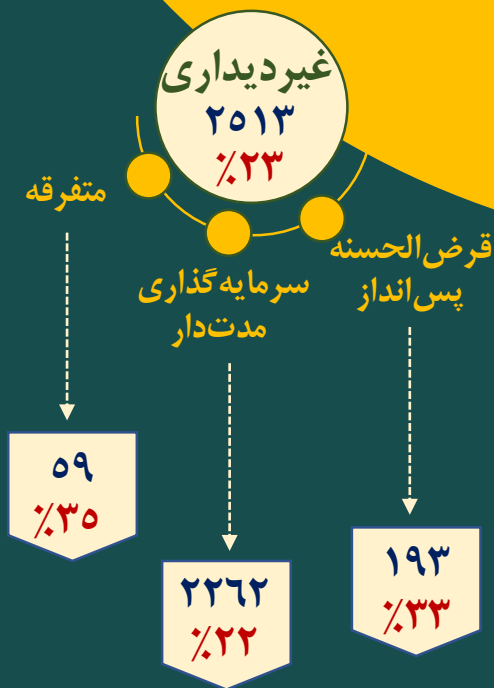 غیردیداری
۲۵۱۳
٪۲۳
قرض‌الحسنه
پس‌انداز
سرمایه‌گذاری
مدت‌دار
متفرقه
۱۹۳
٪۳۳
۲۲۶۲
٪۲۲
۵۹
٪۳۵